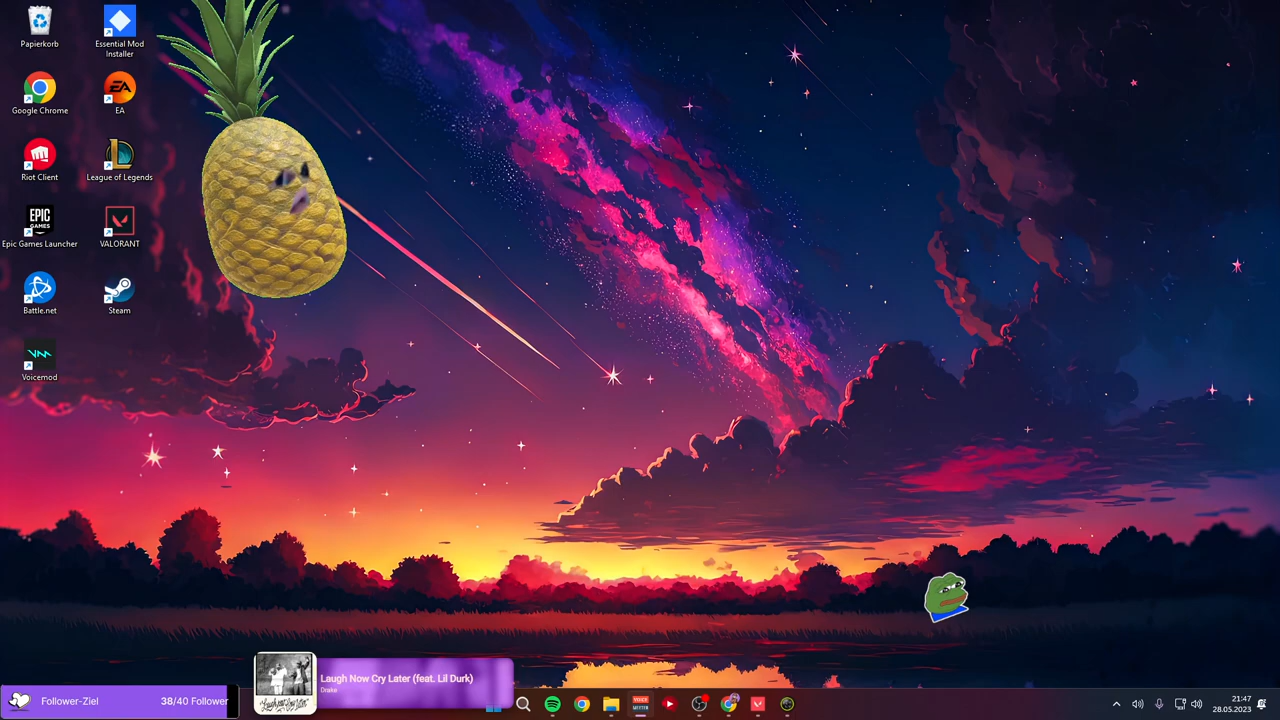 Papierkorb
Essential Mod
Installer
Google Chrome
EA
EA
Riot Client
League of Legends
EPIC
GAMES
Epic Games Launcher
VALORANT
Battle.net
Steam
Voicemod
Follower-Ziel
38/40 Follower
Laugh Now Cry Later (feat. Lil Durk)
Drake
21:47
28.05.2023